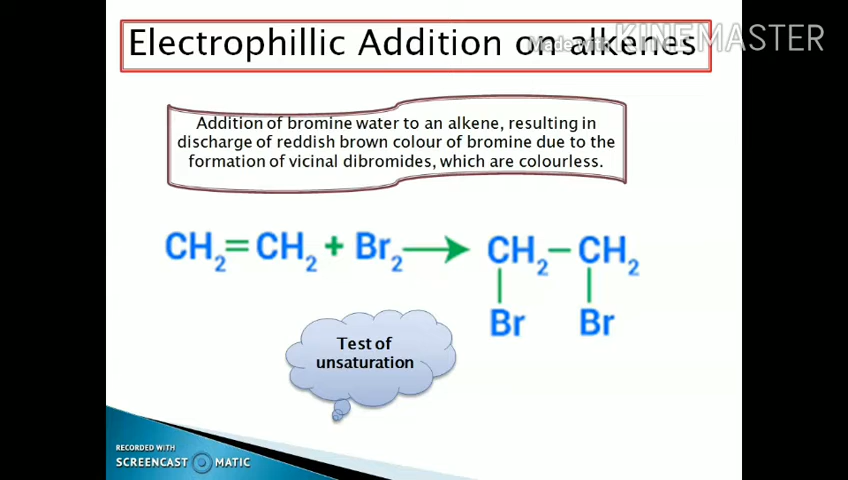 Electrophillic Addition on alkenes
Made with KINEMASTER
Addition of bromine water to an alkene, resulting in
discharge of reddish brown colour of bromine due to the
formation of vicinal dibromides, which are colourless.
CH₂=CH₂ + Br₂ → CH₂–CH₂
Br Br
Test of
unsaturation
RECORDED WITH
SCREENCAST MATIC